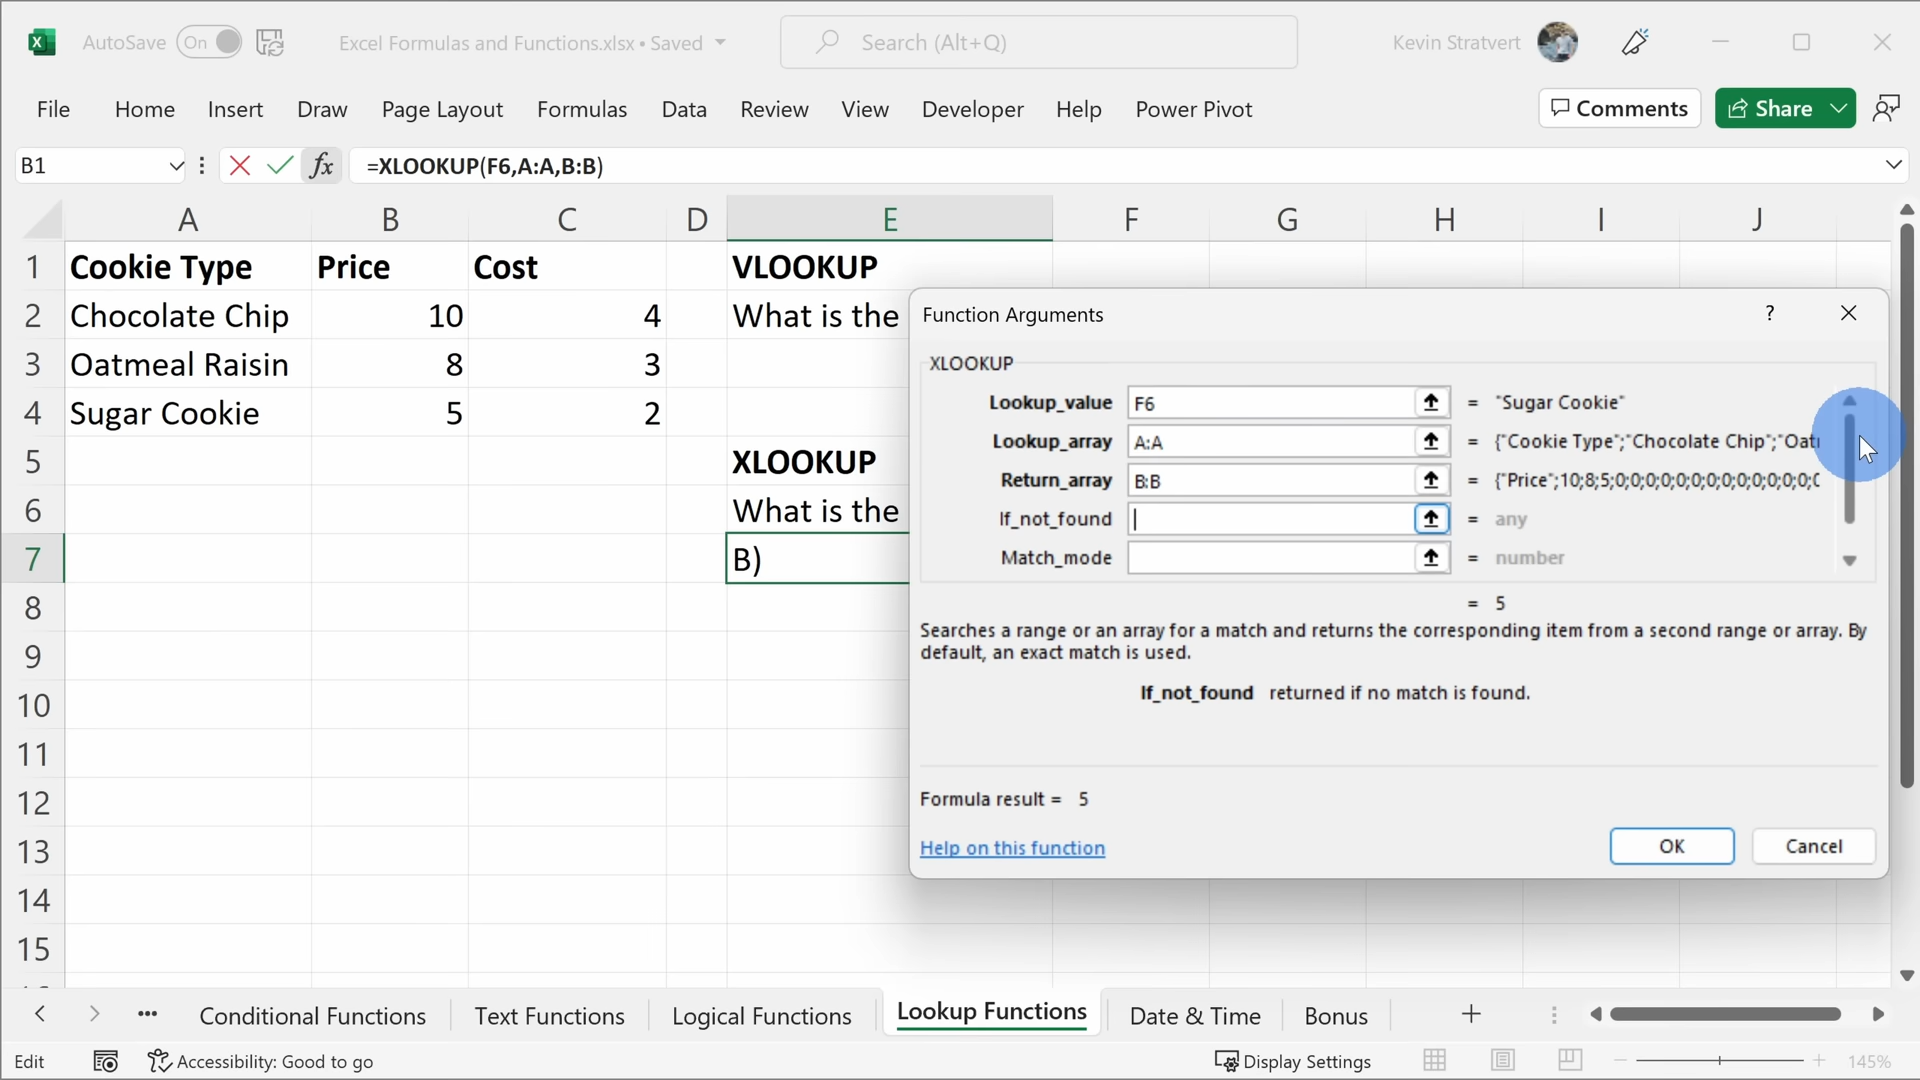 AutoSave On Excel Formulas and Functions.xlsx • Saved Search (Alt+Q) Kevin Stratvert
File Home Insert Draw Page Layout Formulas Data Review View Developer Help Power Pivot Comments Share
B1 fx =XLOOKUP(F6,A:A,B:B)
A B C D E F G H I J
1 Cookie Type Price Cost VLOOKUP
2 Chocolate Chip 10 4 What is the
3 Oatmeal Raisin 8 3
4 Sugar Cookie 5 2
5 XLOOKUP
6 What is the
7 B)
8
9
10
11
12
13
14
15
Function Arguments ?
XLOOKUP
Lookup_value F6 = "Sugar Cookie"
Lookup_array A:A = {"Cookie Type";"Chocolate Chip";"Oat
Return_array B:B = {"Price";10;8;5;0;0;0;0;0;0;0;0;0;0;0;0;0;0
If_not_found = any
Match_mode = number
= 5
Searches a range or an array for a match and returns the corresponding item from a second range or array. By
default, an exact match is used.
If_not_found returned if no match is found.
Formula result = 5
Help on this function OK Cancel
Conditional Functions Text Functions Logical Functions Lookup Functions Date & Time Bonus
Edit Accessibility: Good to go Display Settings 145%